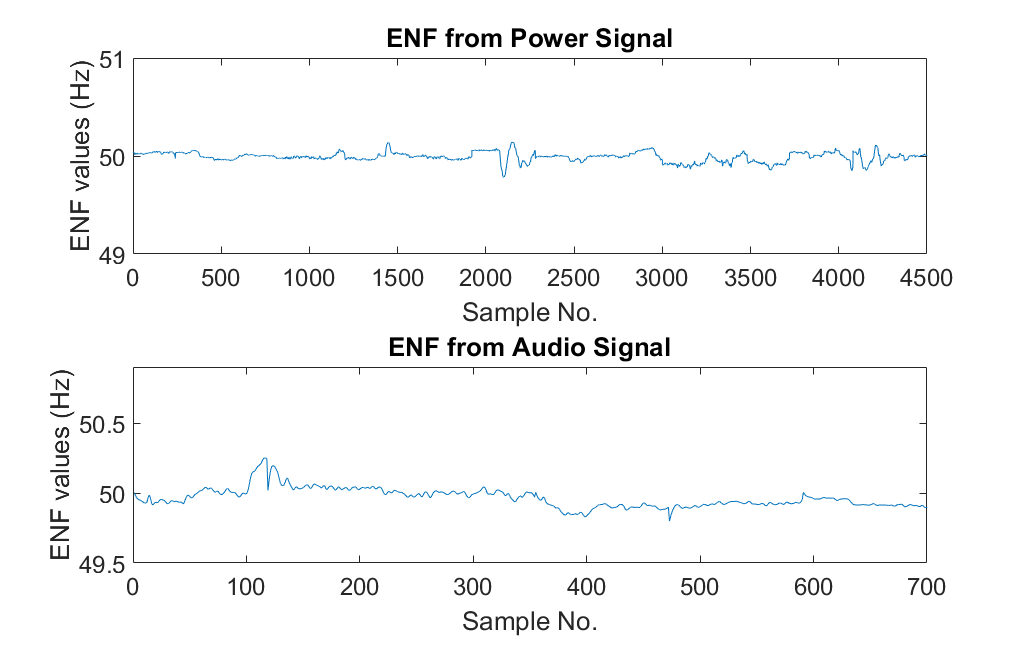 ENF from Power Signal
ENF values (Hz)
51
50
49
0 500 1000 1500 2000 2500 3000 3500 4000 4500
Sample No.
ENF from Audio Signal
ENF values (Hz)
50.5
50
49.5
0 100 200 300 400 500 600 700
Sample No.